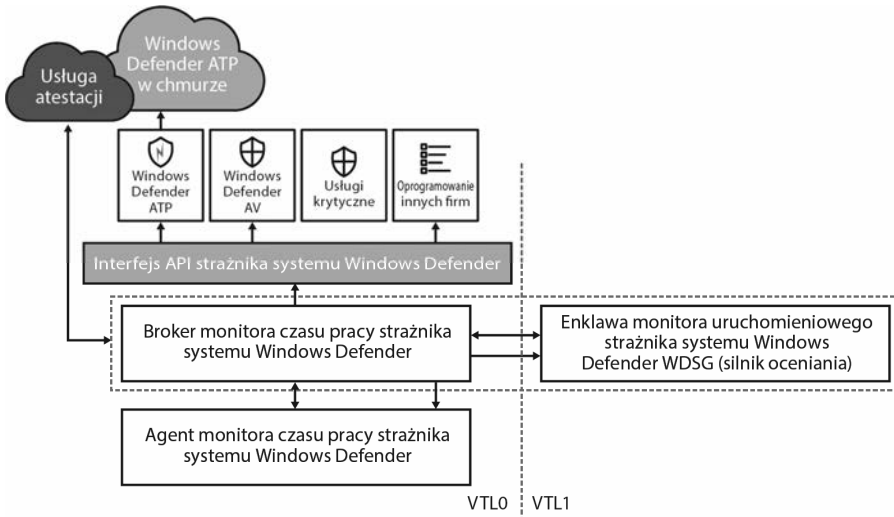 Windows
Defender ATP
w chmurze
Usługa
atestacji
Windows
Defender
ATP
Windows
Defender
AV
Usługi
krytyczne
Oprogramowanie
innych firm
Interfejs API strażnika systemu Windows Defender
Broker monitora czasu pracy strażnika
systemu Windows Defender
Enklawa monitora uruchomieniowego
strażnika systemu Windows
Defender WDSG (silnik oceniania)
Agent monitora czasu pracy strażnika
systemu Windows Defender
VTL0
VTL1